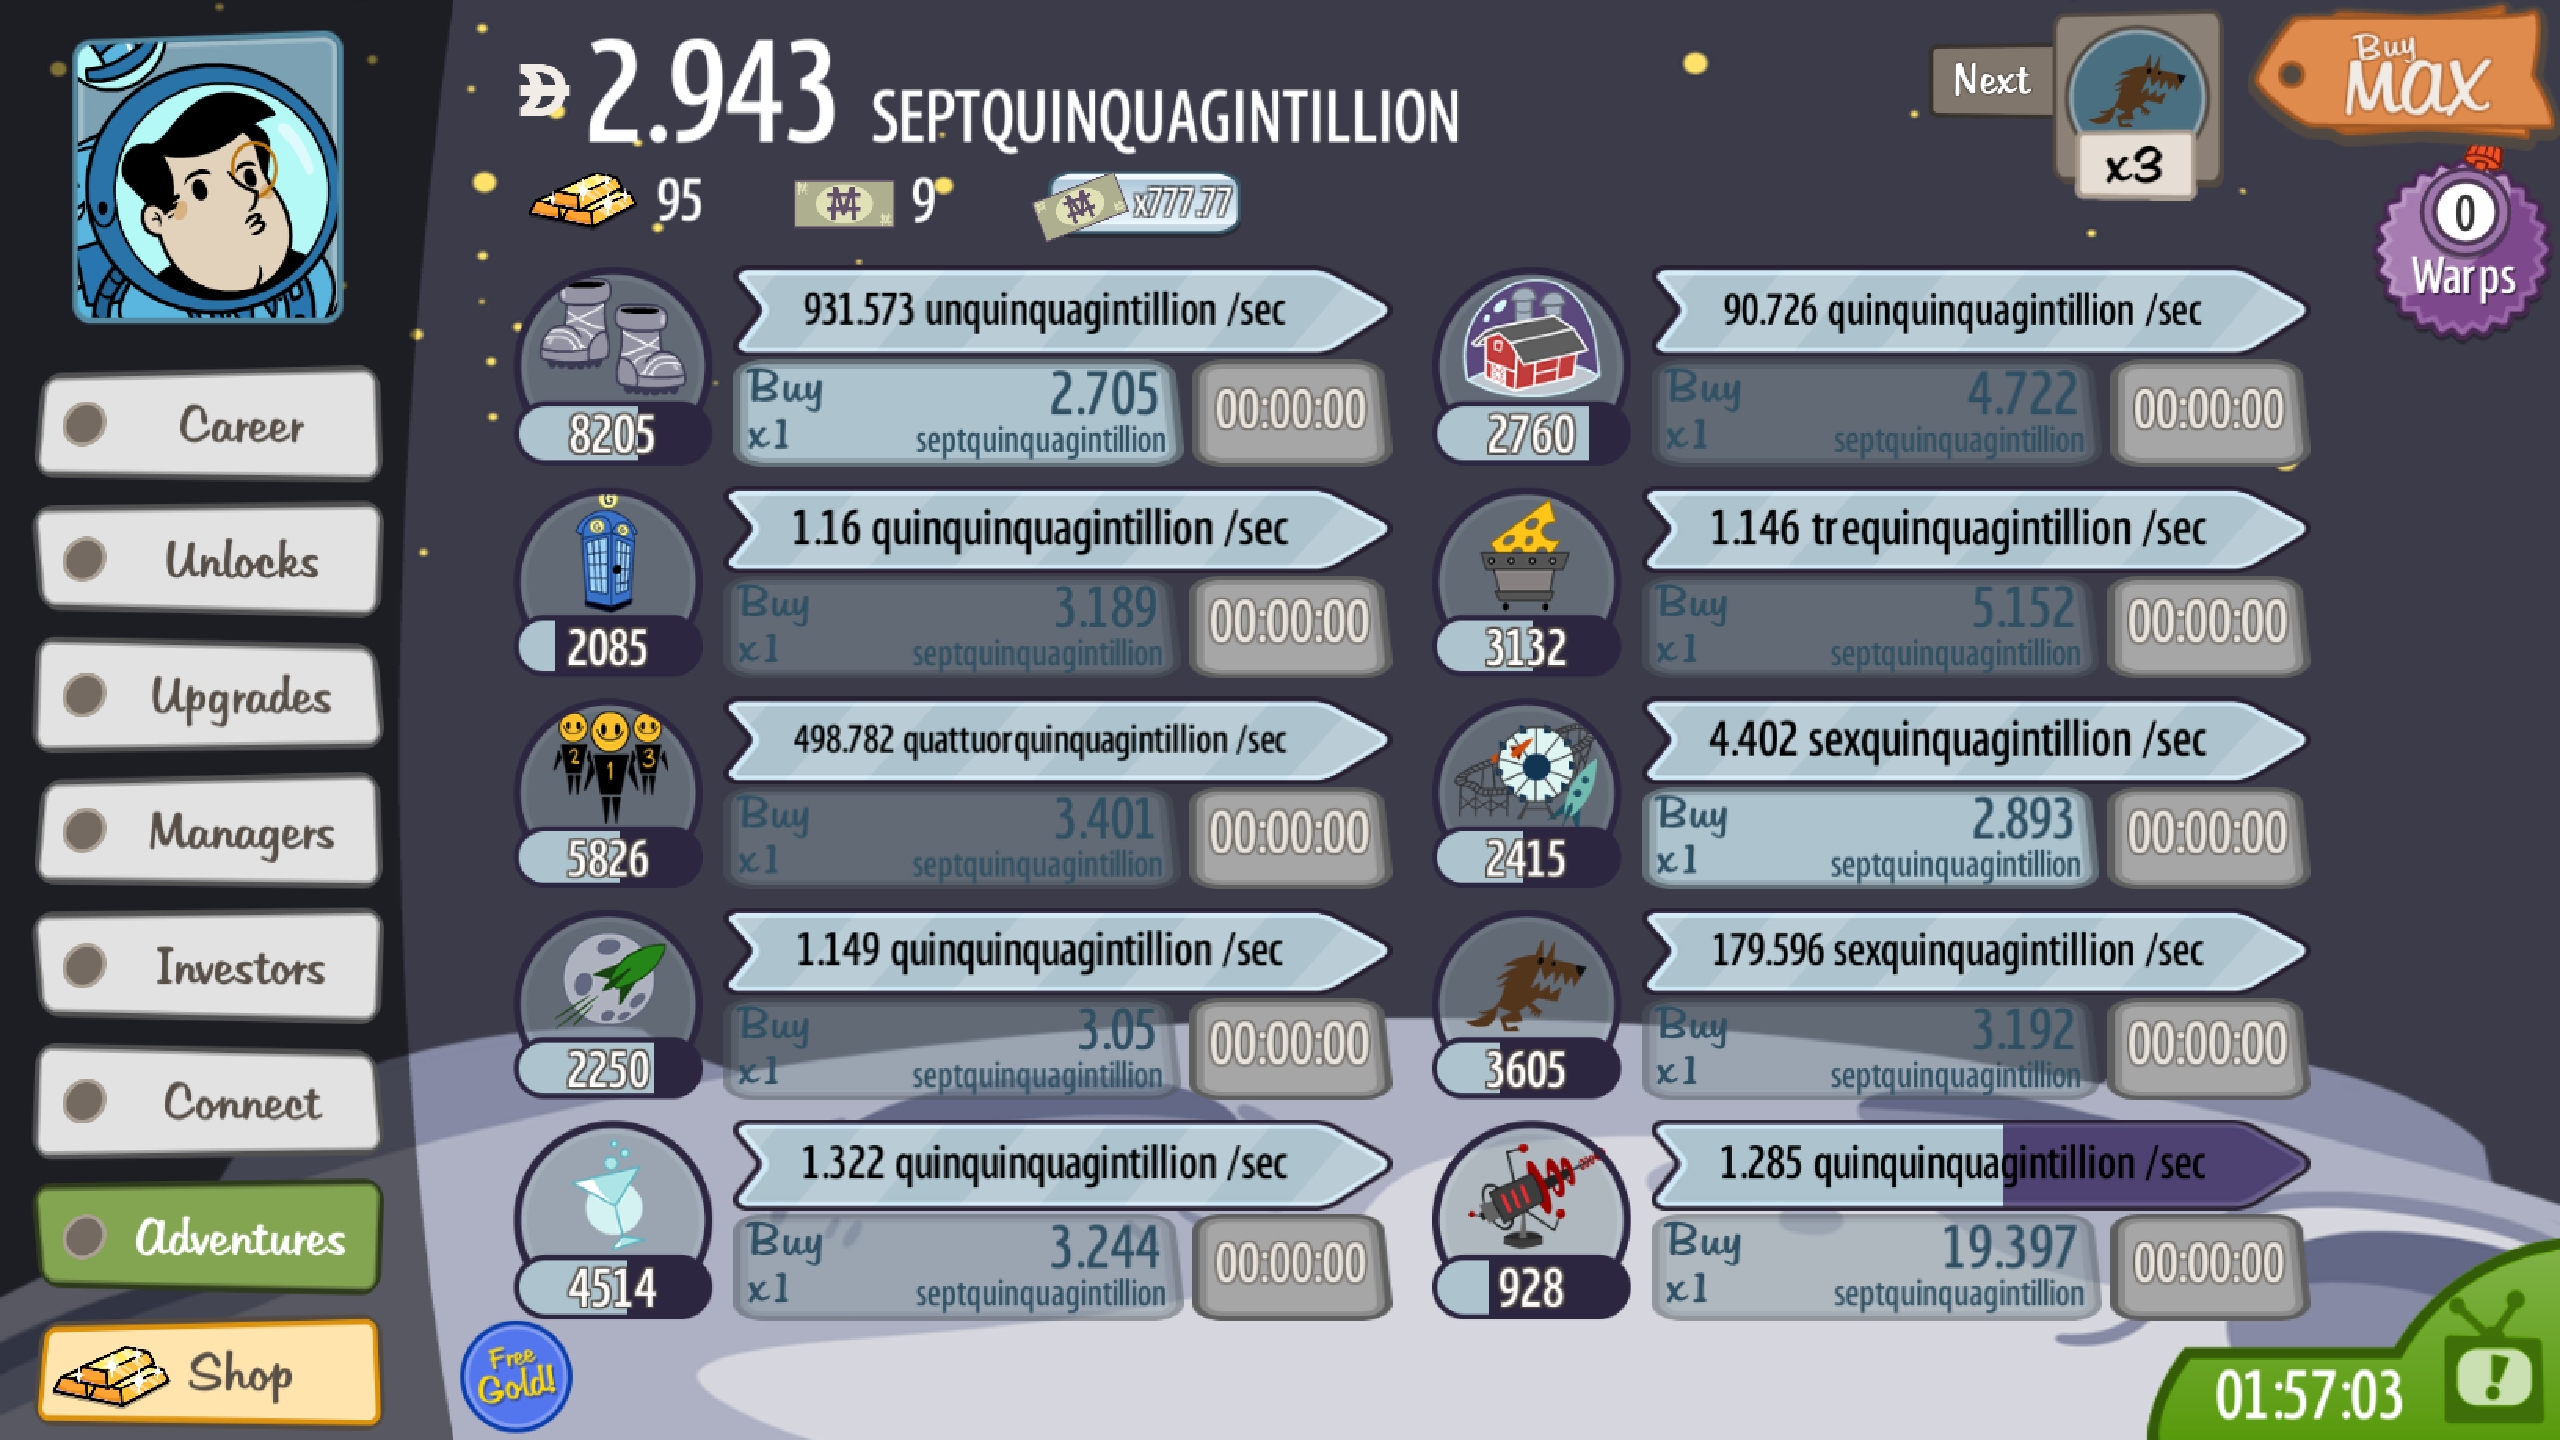 2.943 SEPTQUINQUAGINTILLION
Next
x3
Buy
MAX
95
9
x777.77
0
Warps
Career
Unlocks
Upgrades
Managers
Investors
Connect
Adventures
Shop
931.573 unquinquagintillion /sec
Buy 2.705
x1 septquinquagintillion
00:00:00
8205
90.726 quinquinquagintillion /sec
Buy 4.722
x1 septquinquagintillion
00:00:00
2760
G
1.16 quinquinquagintillion /sec
Buy 3.189
x1 septquinquagintillion
00:00:00
2085
1.146 trequinquagintillion /sec
Buy 5.152
x1 septquinquagintillion
00:00:00
3132
2 1 3
498.782 quattuorquinquagintillion /sec
Buy 3.401
x1 septquinquagintillion
00:00:00
5826
4.402 sexquinquagintillion /sec
Buy 2.893
x1 septquinquagintillion
00:00:00
2415
1.149 quinquinquagintillion /sec
Buy 3.05
x1 septquinquagintillion
00:00:00
2250
179.596 sexquinquagintillion /sec
Buy 3.192
x1 septquinquagintillion
00:00:00
3605
1.322 quinquinquagintillion /sec
Buy 3.244
x1 septquinquagintillion
00:00:00
4514
1.285 quinquinquagintillion /sec
Buy 19.397
x1 septquinquagintillion
00:00:00
928
Free
Gold!
01:57:03
!